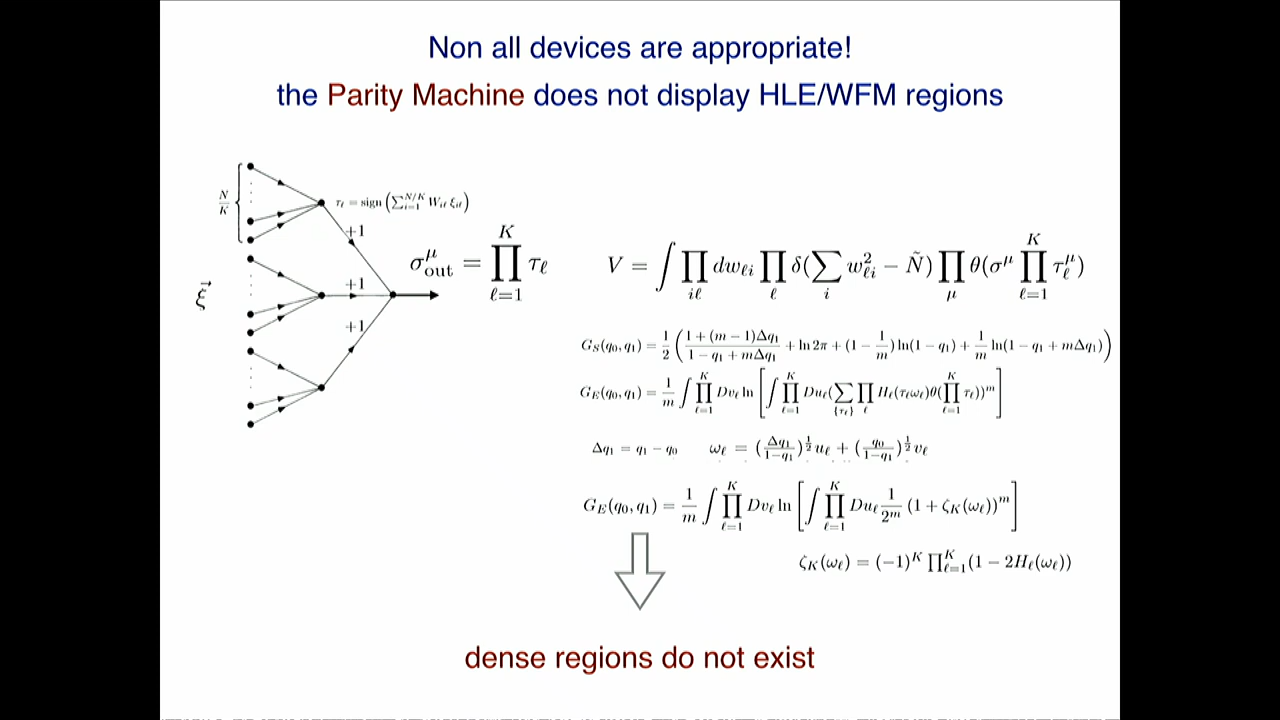 Non all devices are appropriate!
the Parity Machine does not display HLE/WFM regions
N/K
τ_ℓ = sign (∑_{i=1}^{N/K} W_{iℓ} ξ_{iℓ})
+1
+1
+1
ξ⃗
σ^μ_out = ∏_{ℓ=1}^{K} τ_ℓ
V = ∫ ∏_{iℓ} dw_{ℓi} ∏_ℓ δ(∑_i w²_{ℓi} − Ñ) ∏_μ θ(σ^μ ∏_{ℓ=1}^{K} τ_ℓ^μ)
G_S(q_0, q_1) = 1/2 ( (1 + (m − 1)Δq_1)/(1 − q_1 + mΔq_1) + ln 2π + (1 − 1/m) ln(1 − q_1) + 1/m ln(1 − q_1 + mΔq_1) )
G_E(q_0, q_1) = 1/m ∫ ∏_{ℓ=1}^{K} Dv_ℓ ln [ ∫ ∏_{ℓ=1}^{K} Du_ℓ (∑_{{τ_ℓ}} ∏_ℓ H_ℓ(τ_ℓ ω_ℓ) θ(∏_{ℓ=1}^{K} τ_ℓ))^m ]
Δq_1 = q_1 − q_0 ω_ℓ = (Δq_1/(1−q_1))^{1/2} u_ℓ + (q_0/(1−q_1))^{1/2} v_ℓ
G_E(q_0, q_1) = 1/m ∫ ∏_{ℓ=1}^{K} Dv_ℓ ln [ ∫ ∏_{ℓ=1}^{K} Du_ℓ 1/2^m (1 + ζ_K(ω_ℓ))^m ]
ζ_K(ω_ℓ) = (−1)^K ∏_{ℓ=1}^{K} (1 − 2H_ℓ(ω_ℓ))
dense regions do not exist